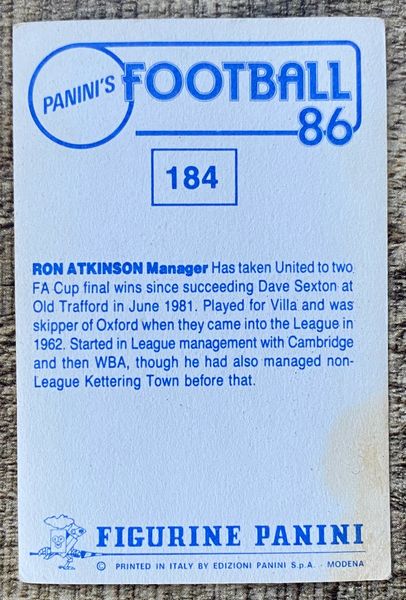 PANINI'S FOOTBALL
86
184
RON ATKINSON Manager Has taken United to two
FA Cup final wins since succeeding Dave Sexton at
Old Trafford in June 1981. Played for Villa and was
skipper of Oxford when they came into the League in
1962. Started in League management with Cambridge
and then WBA, though he had also managed non-
League Kettering Town before that.
FIGURINE PANINI
© PRINTED IN ITALY BY EDIZIONI PANINI S.p.A. - MODENA